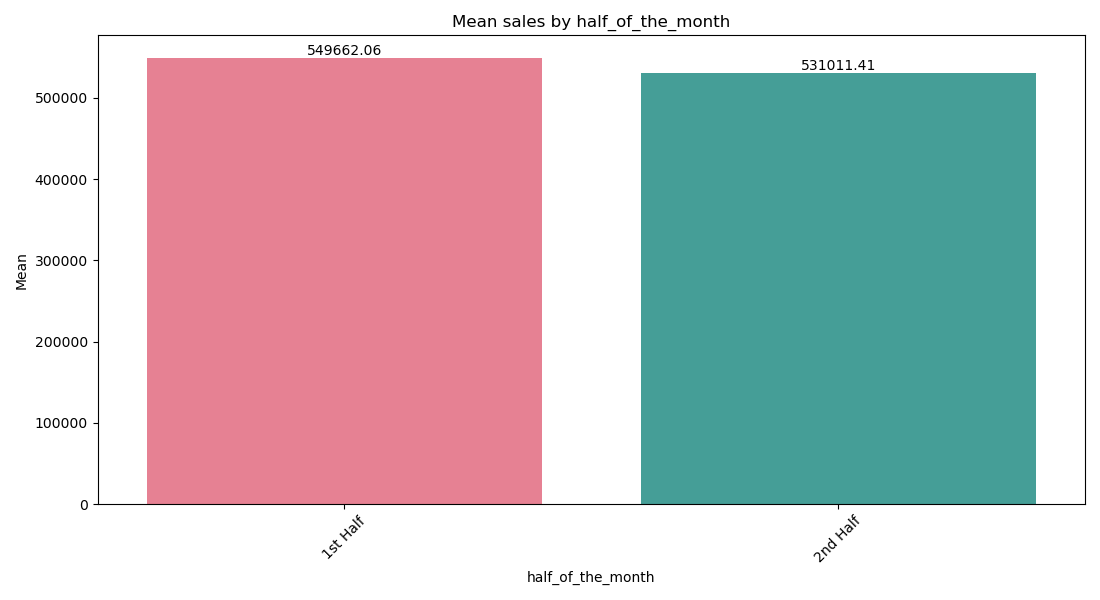 Mean sales by half_of_the_month
549662.06
531011.41
500000
400000
300000
200000
100000
0
Mean
1st Half
2nd Half
half_of_the_month